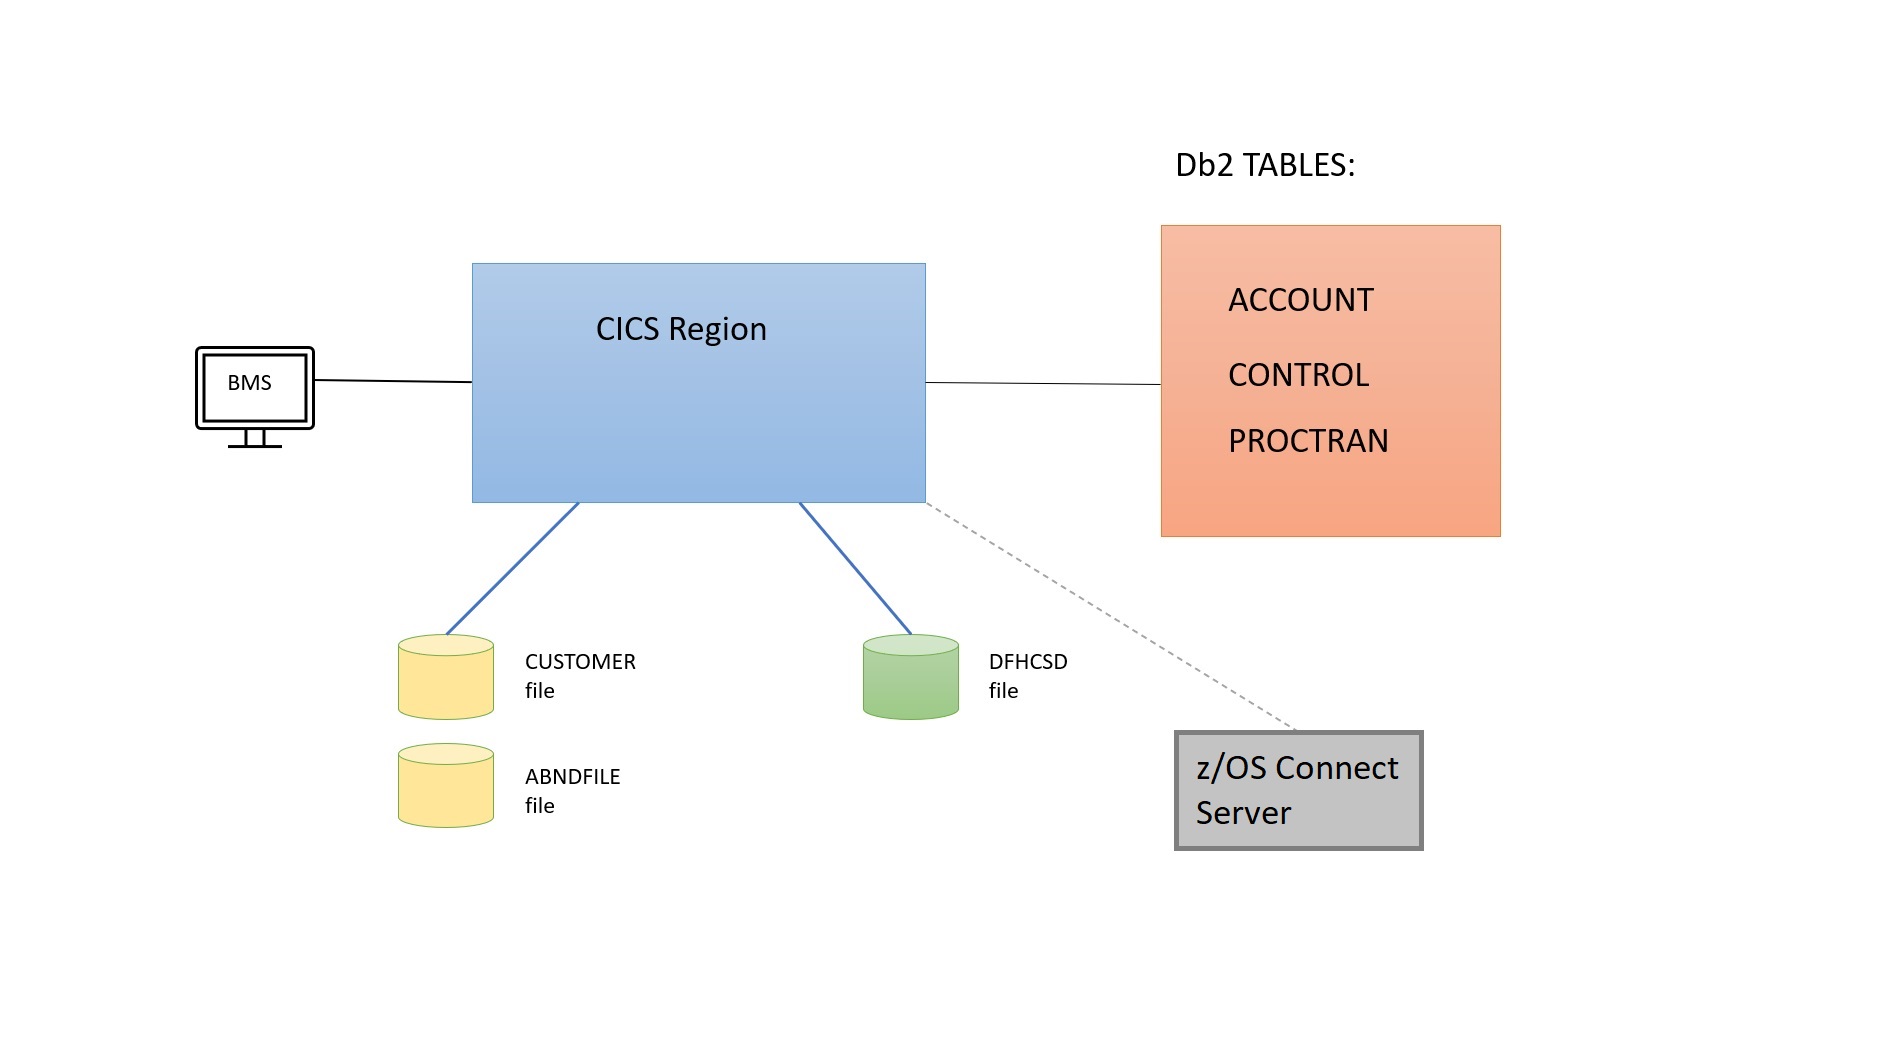 Db2 TABLES:
CICS Region
BMS
ACCOUNT
CONTROL
PROCTRAN
CUSTOMER
file
DFHCSD
file
ABNDFILE
file
z/OS Connect
Server